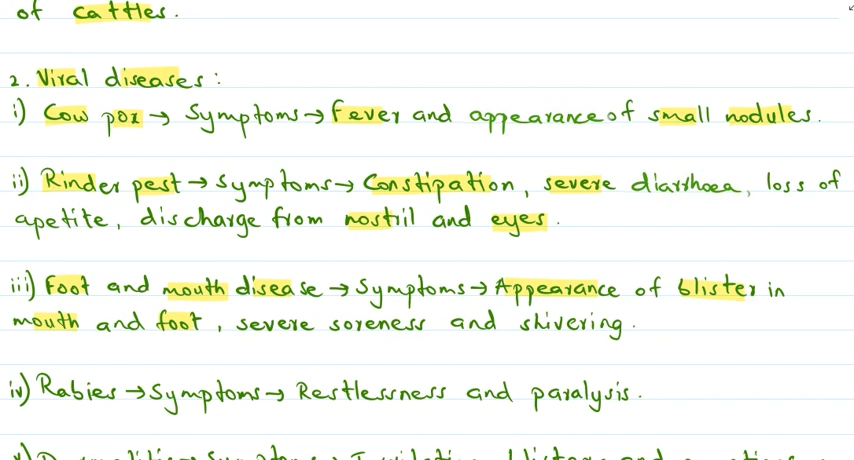 of cattles.
2. Viral diseases :
i) Cow pox → Symptoms → Fever and appearance of small nodules.
ii) Rinder pest → Symptoms → Constipation, severe diarrhoea, loss of
apetite, discharge from nostril and eyes.
iii) Foot and mouth disease → Symptoms → Appearance of blister in
mouth and foot, severe soreness and shivering.
iv) Rabies → Symptoms → Restlessness and paralysis.